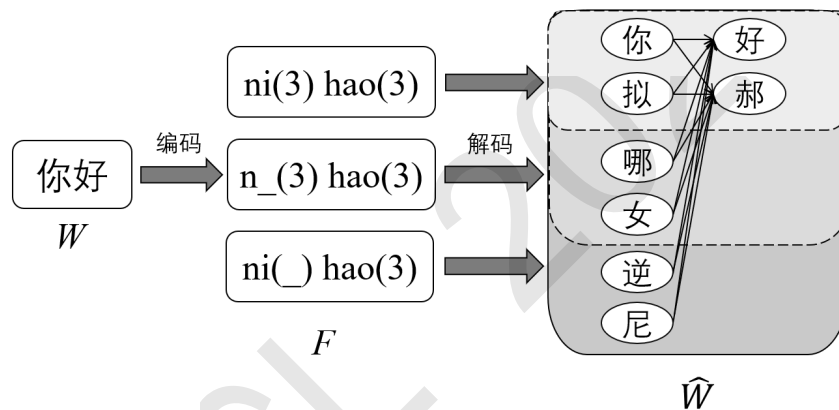 你好
W
编码
ni(3) hao(3)
n_(3) hao(3)
ni(_) hao(3)
F
解码
你 好
拟 郝
哪
女
逆
尼
Ŵ